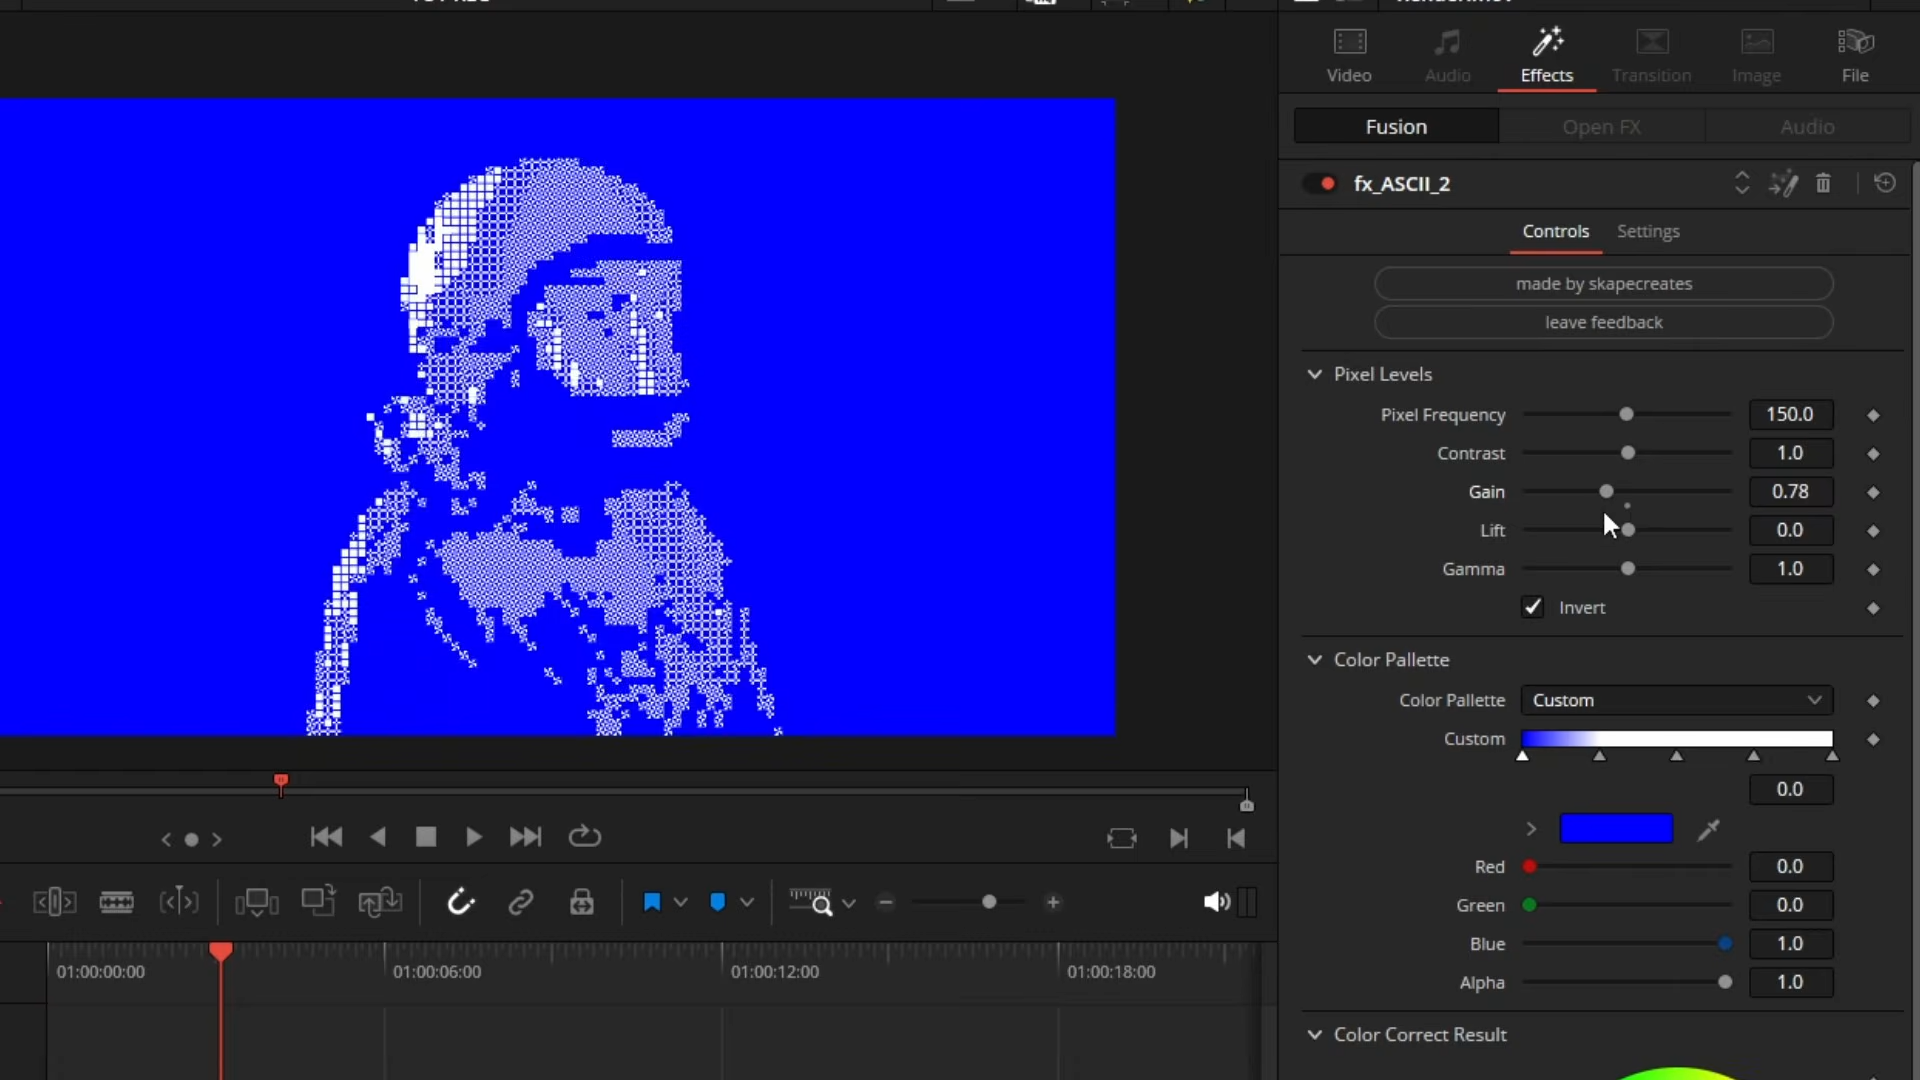 Video
Audio
Effects
Transition
Image
File
Fusion
Open FX
Audio
fx_ASCII_2
Controls
Settings
made by skapecreates
leave feedback
Pixel Levels
Pixel Frequency 150.0
Contrast 1.0
Gain 0.78
Lift 0.0
Gamma 1.0
Invert
Color Pallette
Color Pallette Custom
Custom
0.0
Red 0.0
Green 0.0
Blue 1.0
Alpha 1.0
Color Correct Result
01:00:00:00
01:00:06:00
01:00:12:00
01:00:18:00